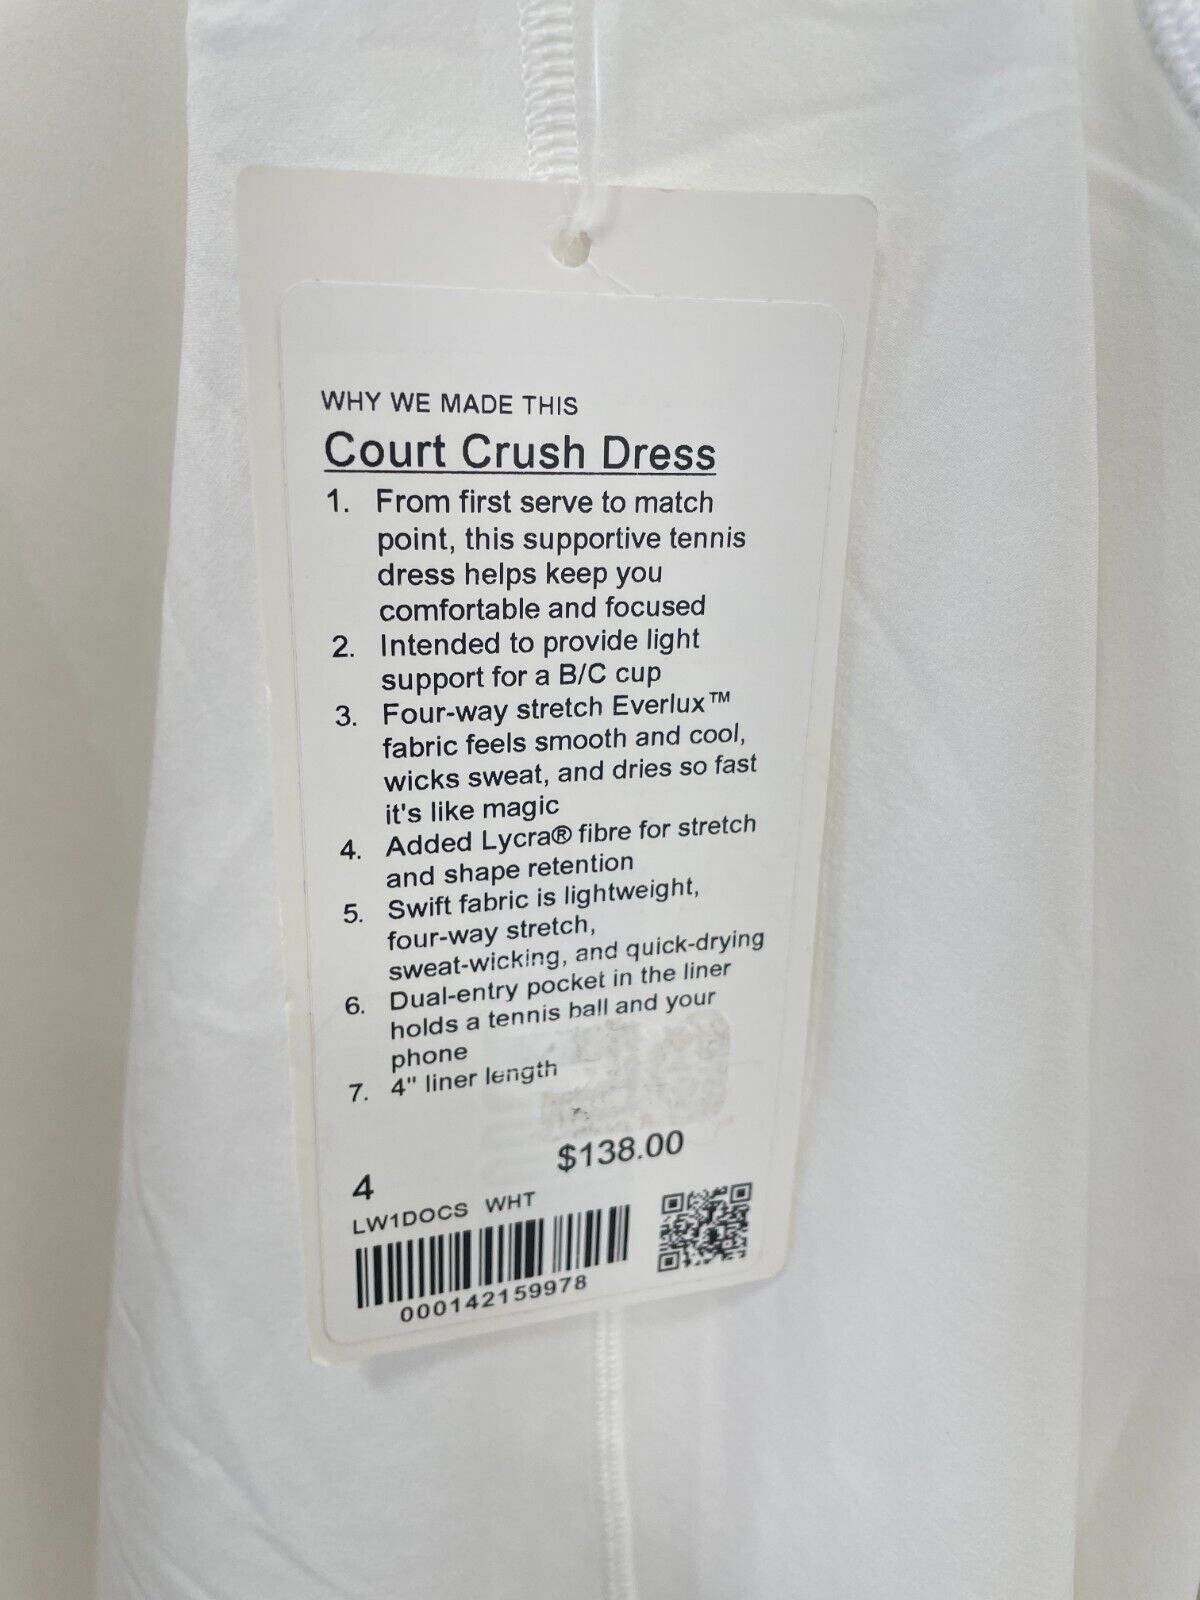 WHY WE MADE THIS
Court Crush Dress
1. From first serve to match
point, this supportive tennis
dress helps keep you
comfortable and focused
2. Intended to provide light
support for a B/C cup
3. Four-way stretch Everlux™
fabric feels smooth and cool,
wicks sweat, and dries so fast
it's like magic
4. Added Lycra® fibre for stretch
and shape retention
5. Swift fabric is lightweight,
four-way stretch,
sweat-wicking, and quick-drying
6. Dual-entry pocket in the liner
holds a tennis ball and your
phone
7. 4" liner length
$138.00
4
LW1DOCS WHT
000142159978